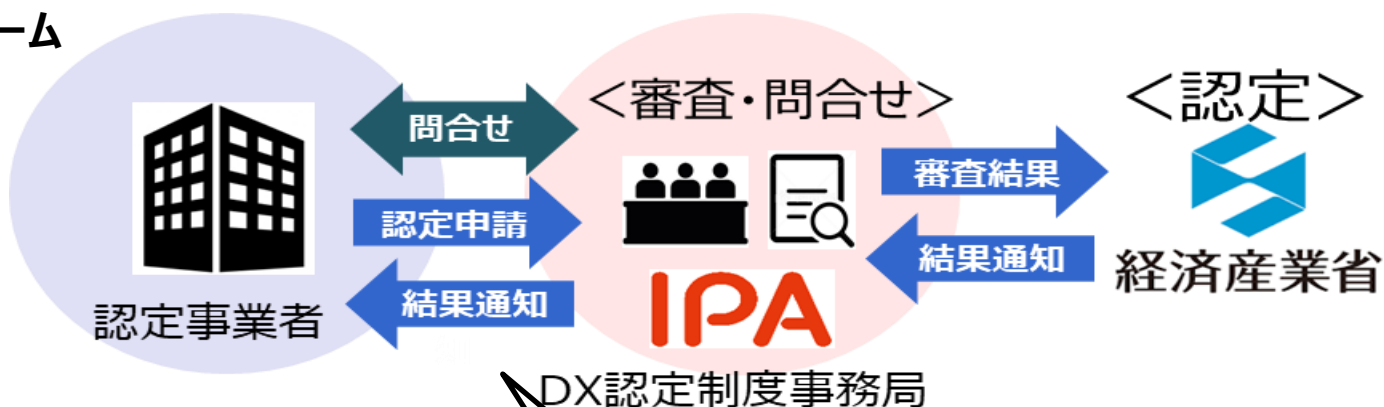 ーム
<審査・問合せ>
<認定>
問合せ
審査結果
認定申請
結果通知
経済産業省
結果通知
IPA
認定事業者
DX認定制度事務局